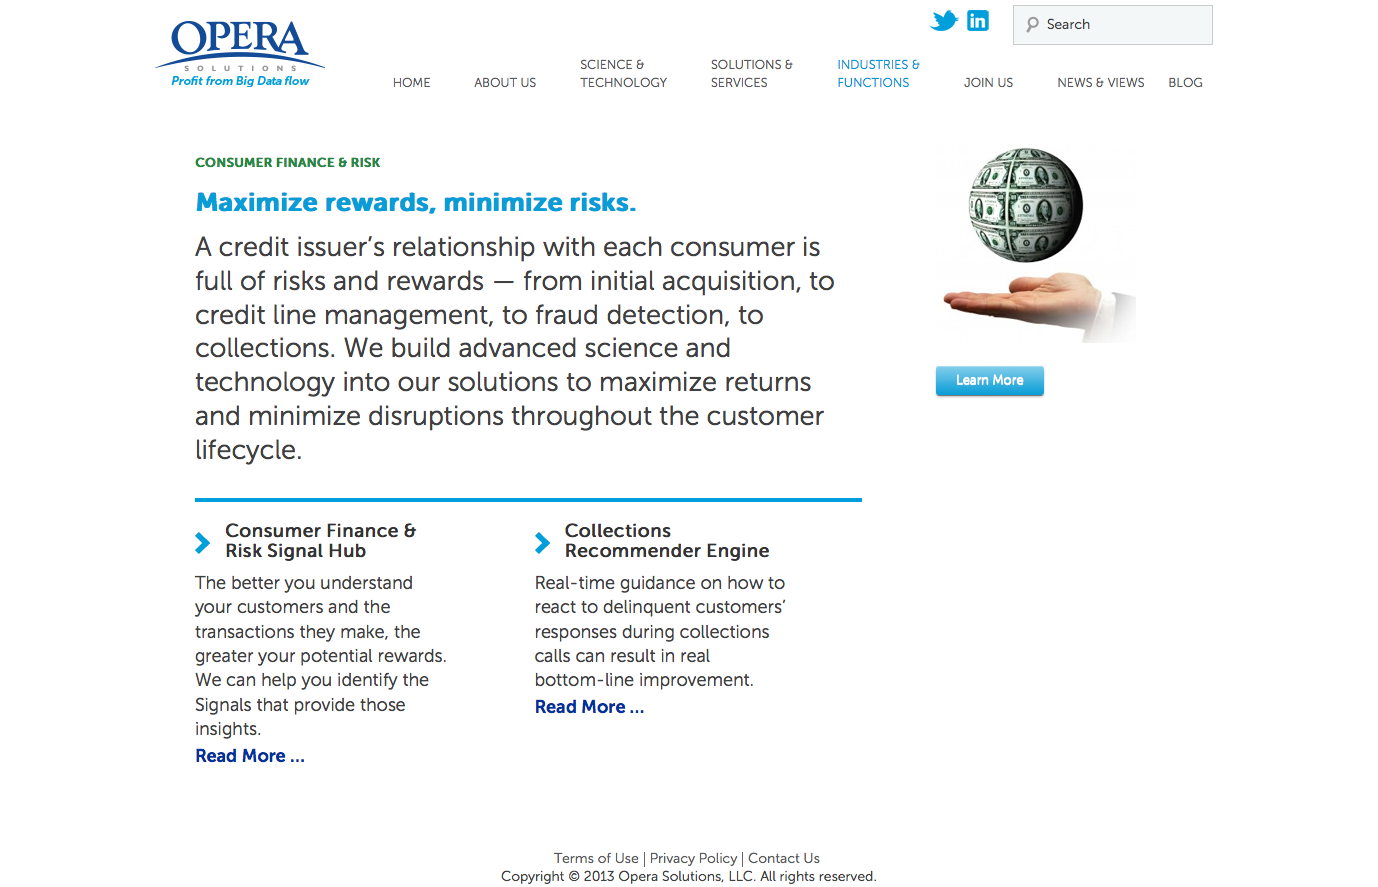 OPERA
SOLUTIONS
Profit from Big Data flow
Search
HOME
ABOUT US
SCIENCE &
TECHNOLOGY
SOLUTIONS &
SERVICES
INDUSTRIES &
FUNCTIONS
JOIN US
NEWS & VIEWS
BLOG
CONSUMER FINANCE & RISK
Maximize rewards, minimize risks.
A credit issuer’s relationship with each consumer is
full of risks and rewards — from initial acquisition, to
credit line management, to fraud detection, to
collections. We build advanced science and
technology into our solutions to maximize returns
and minimize disruptions throughout the customer
lifecycle.
Learn More
Consumer Finance &
Risk Signal Hub
The better you understand
your customers and the
transactions they make, the
greater your potential rewards.
We can help you identify the
Signals that provide those
insights.
Read More ...
Collections
Recommender Engine
Real-time guidance on how to
react to delinquent customers’
responses during collections
calls can result in real
bottom-line improvement.
Read More ...
Terms of Use | Privacy Policy | Contact Us
Copyright © 2013 Opera Solutions, LLC. All rights reserved.